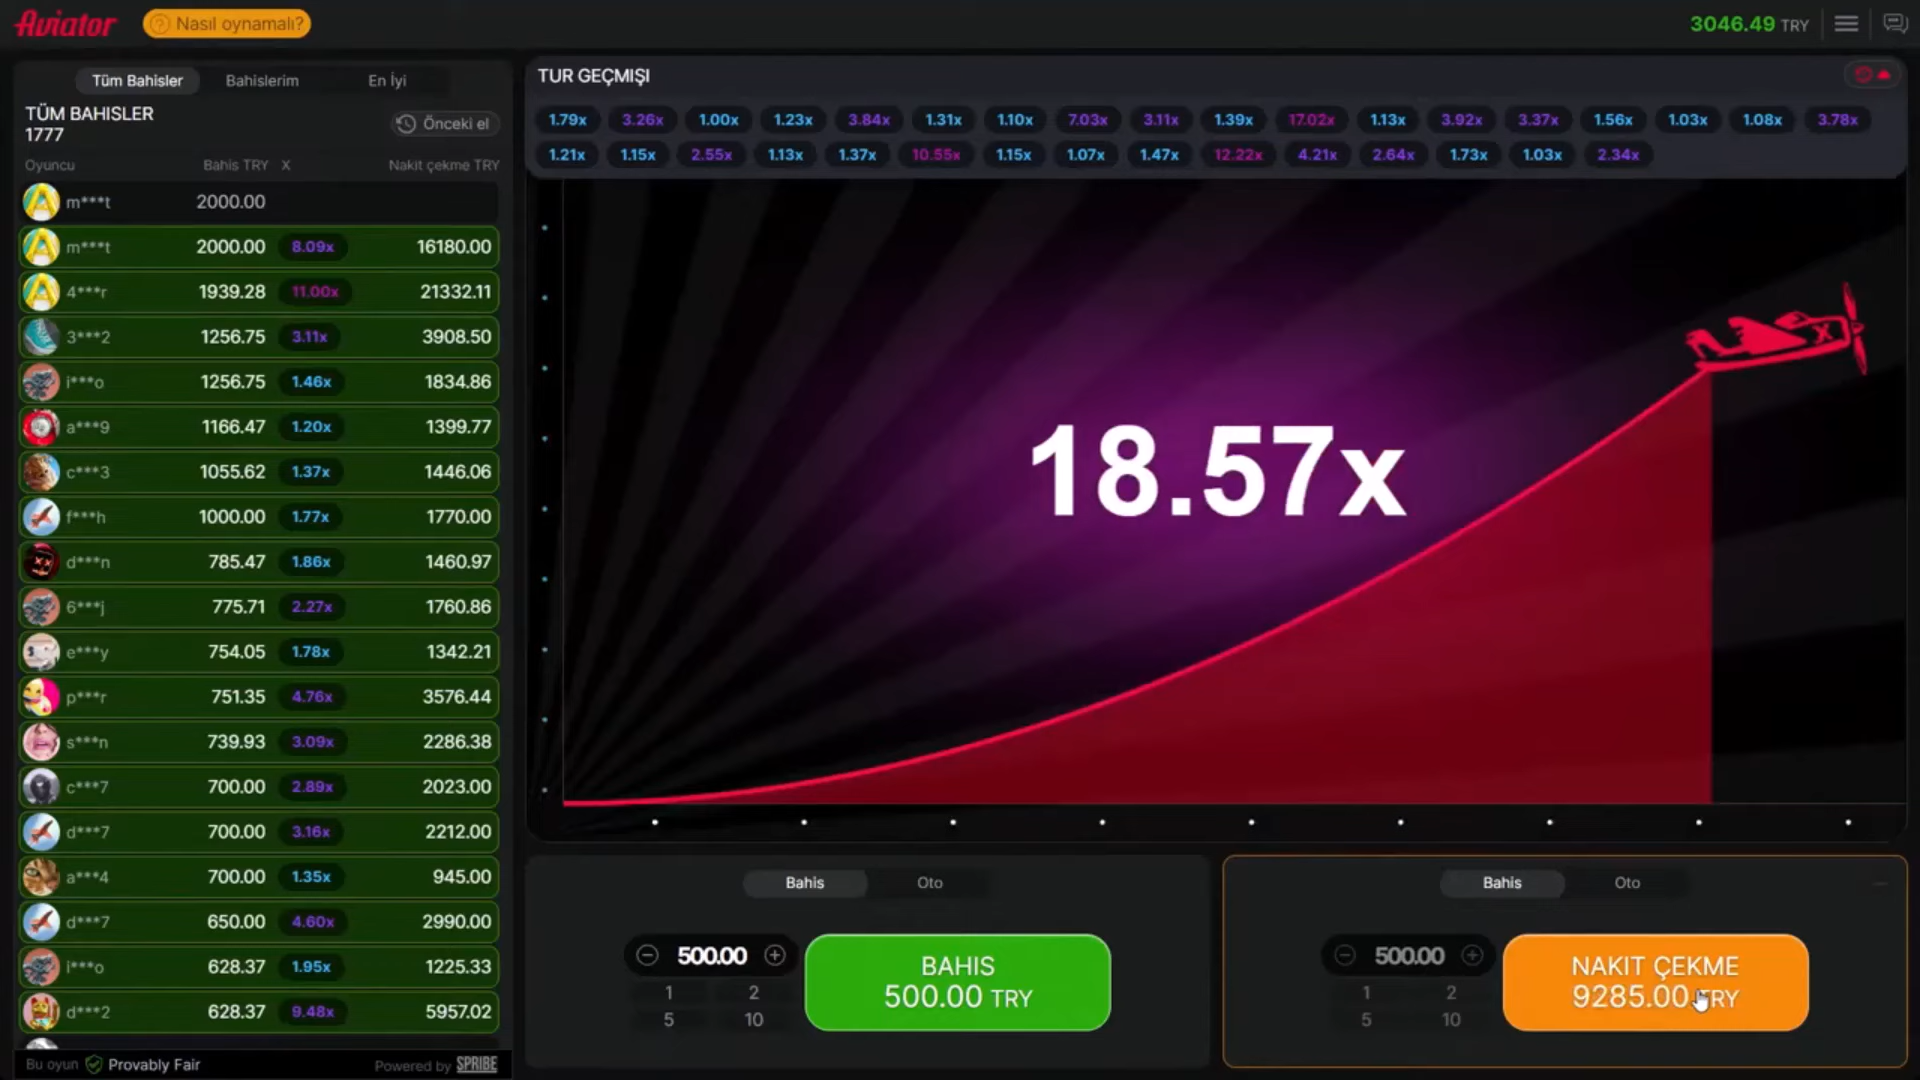 Aviator
Nasıl oynamalı?
3046.49 TRY
Tüm Bahisler Bahislerim En İyi
TÜM BAHISLER
1777
Önceki el
Oyuncu Bahis TRY X Nakit çekme TRY
m***t 2000.00
m***t 2000.00 8.09x 16180.00
4***r 1939.28 11.00x 21332.11
3***2 1256.75 3.11x 3908.50
i***o 1256.75 1.46x 1834.86
a***9 1166.47 1.20x 1399.77
c***3 1055.62 1.37x 1446.06
f***h 1000.00 1.77x 1770.00
d***n 785.47 1.86x 1460.97
6***j 775.71 2.27x 1760.86
e***y 754.05 1.78x 1342.21
p***r 751.35 4.76x 3576.44
s***n 739.93 3.09x 2286.38
c***7 700.00 2.89x 2023.00
d***7 700.00 3.16x 2212.00
a***4 700.00 1.35x 945.00
d***7 650.00 4.60x 2990.00
i***o 628.37 1.95x 1225.33
d***2 628.37 9.48x 5957.02
Bu oyun Provably Fair Powered by SPRIBE
TUR GEÇMIŞI
1.79x 3.26x 1.00x 1.23x 3.84x 1.31x 1.10x 7.03x 3.11x 1.39x 17.02x 1.13x 3.92x 3.37x 1.56x 1.03x 1.08x 3.78x
1.21x 1.15x 2.55x 1.13x 1.37x 10.55x 1.15x 1.07x 1.47x 12.22x 4.21x 2.64x 1.73x 1.03x 2.34x
X
18.57x
Bahis Oto
500.00
1 2
5 10
BAHIS
500.00 TRY
Bahis Oto
500.00
1 2
5 10
NAKIT ÇEKME
9285.00 TRY